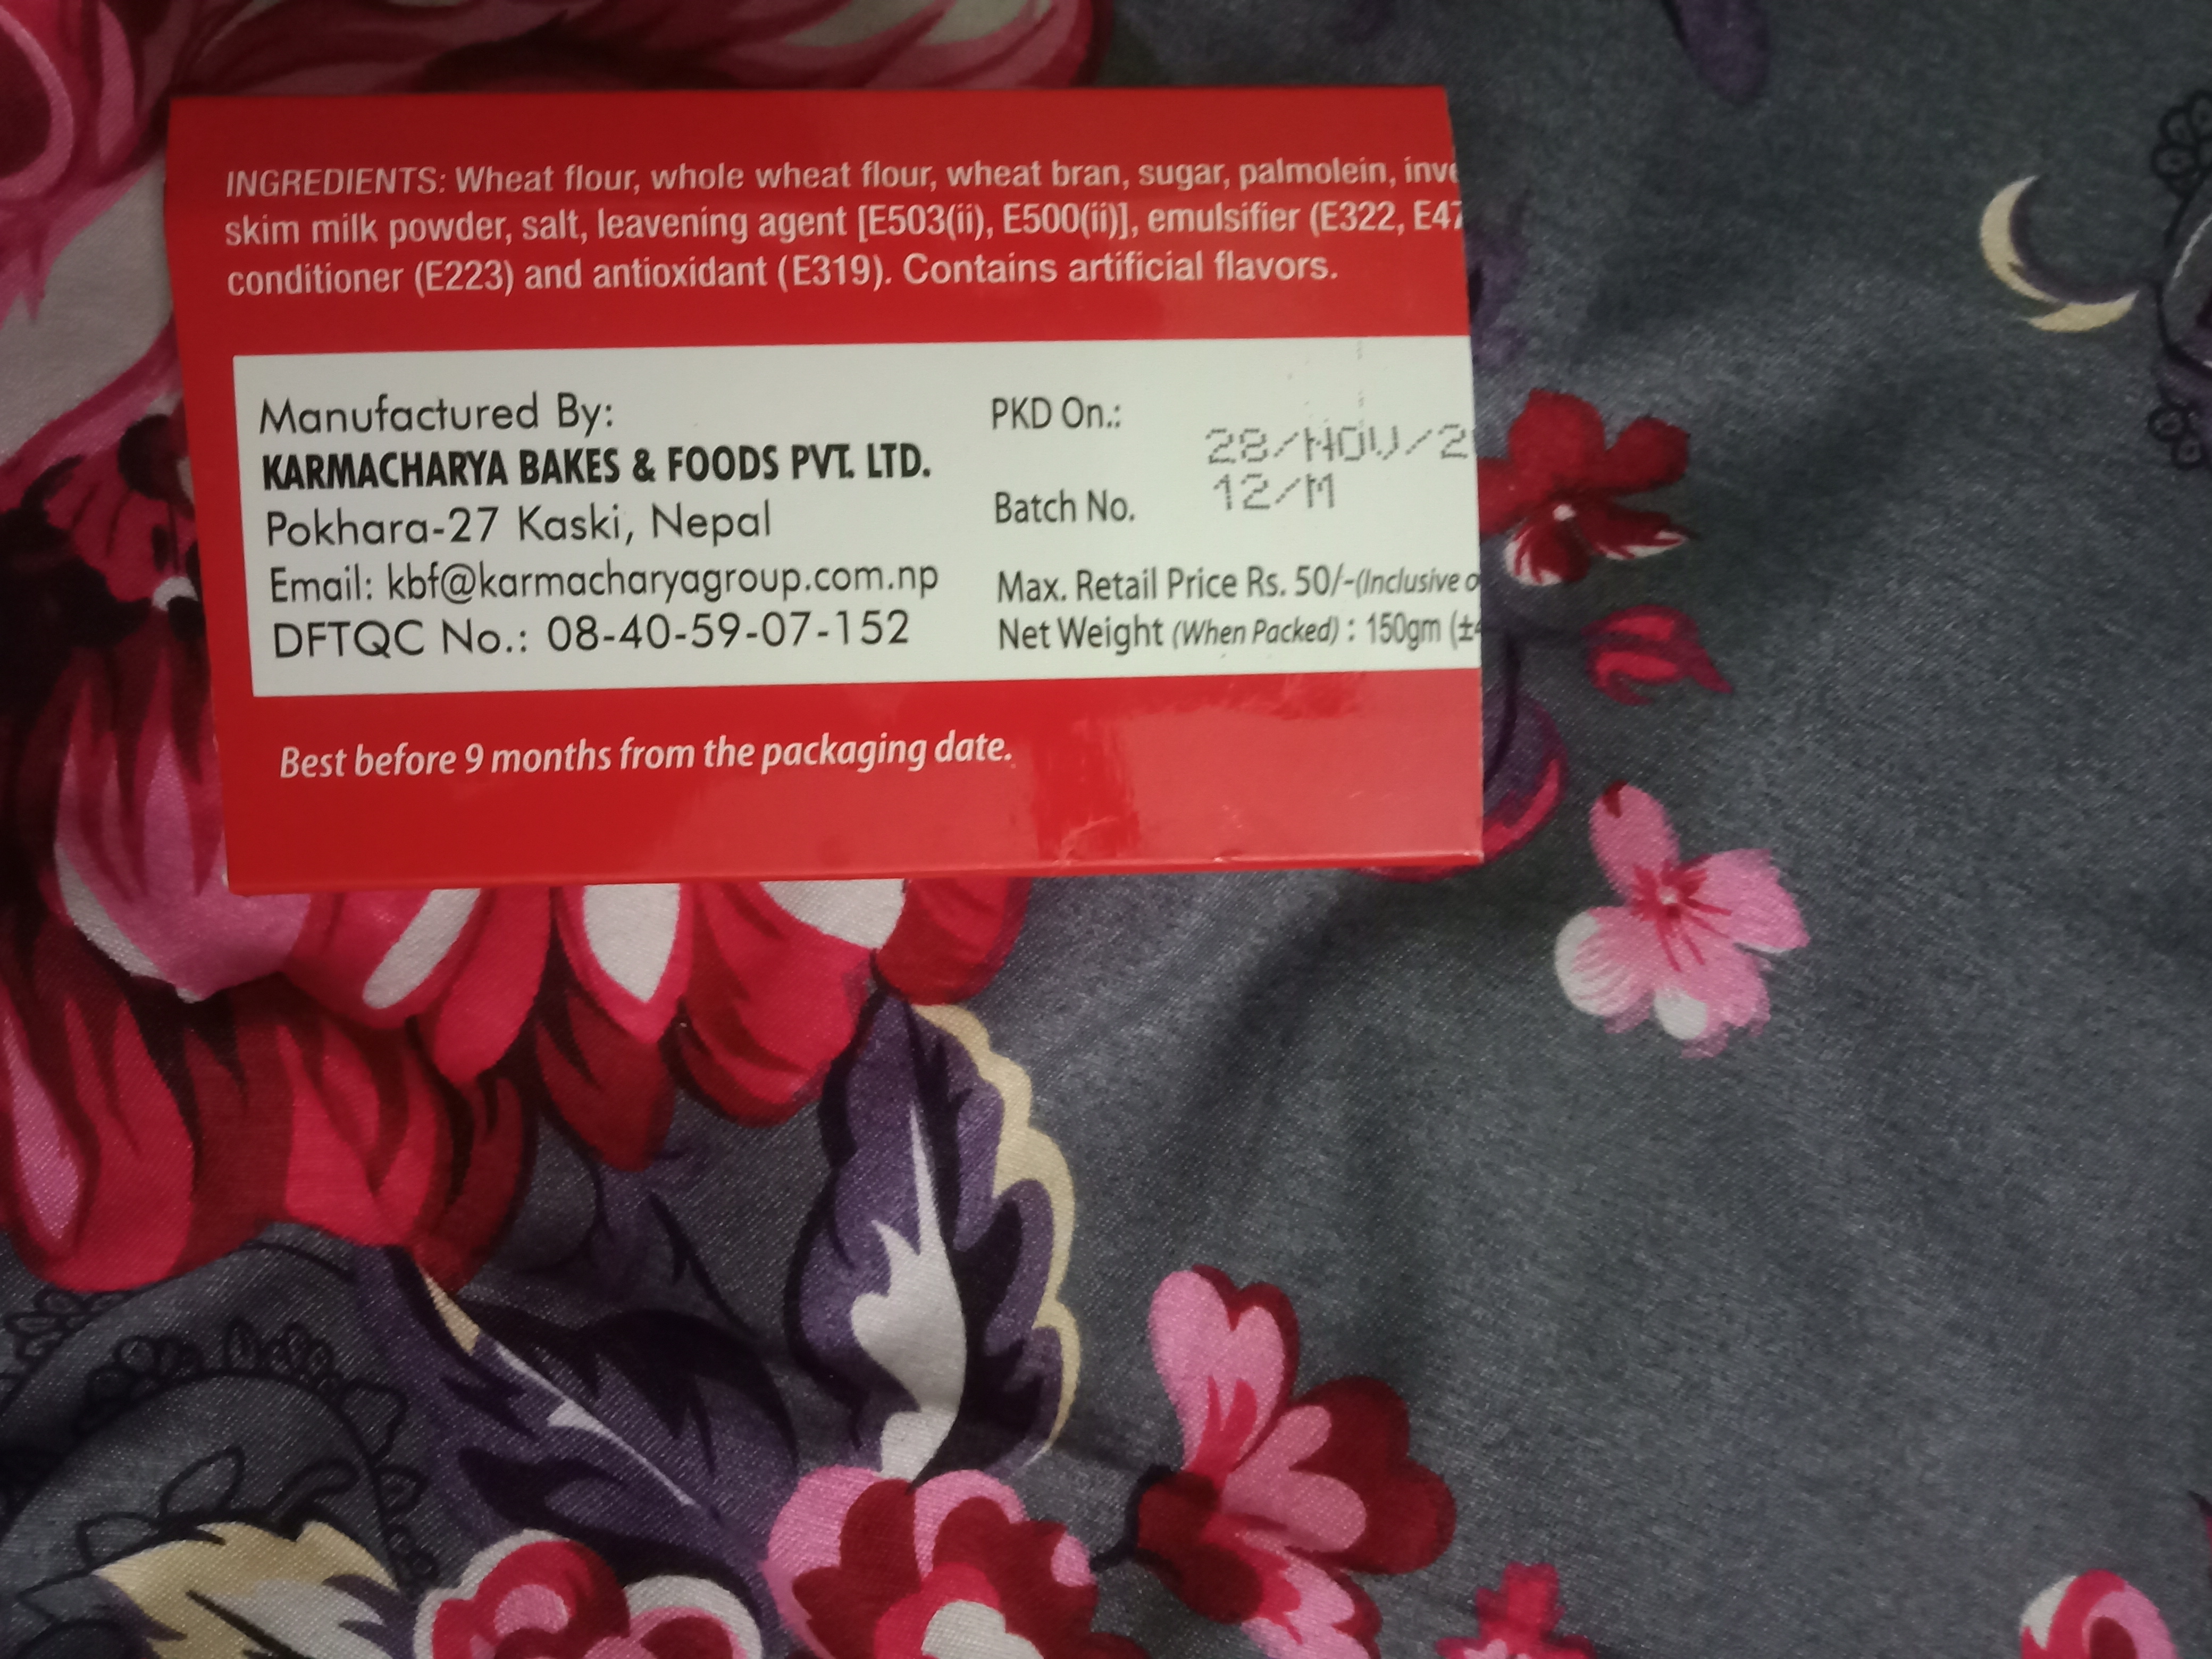 INGREDIENTS: Wheat flour, whole wheat flour, wheat bran, sugar, palmolein,
skim milk powder, salt, leavening agent [E503(ii), E500(ii)], emulsifier (E322,
conditioner (E223) and antioxidant (E319). Contains artificial flavors.
Manufactured By:
KARMACHARYA BAKES & FOODS PVT. LTD.
Pokhara-27 Kaski, Nepal
Email: kbf@karmacharyagroup.com.np
DFTQC No.: 08-40-59-07-152
PKD On.: 28/NOV/2
Batch No. 12/M
Max. Retail Price Rs. 50/-(Inclusive
Net Weight (When Packed) : 150gm (±
Best before 9 months from the packaging date.